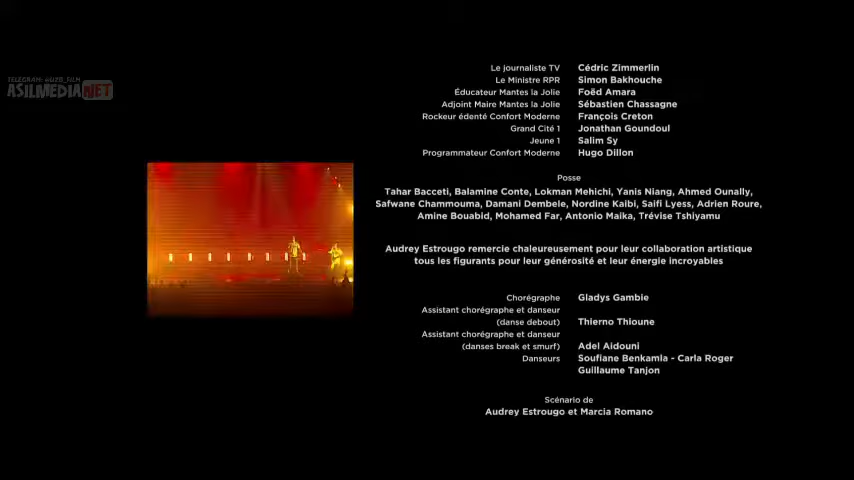 TELEGRAM: @UZB_FILM
ASILMEDIA.NET
Le journaliste TV Cédric Zimmerlin
Le Ministre RPR Simon Bakhouche
Éducateur Mantes la Jolie Foëd Amara
Adjoint Maire Mantes la Jolie Sébastien Chassagne
Rockeur édenté Confort Moderne François Creton
Grand Cité 1 Jonathan Goundoul
Jeune 1 Salim Sy
Programmateur Confort Moderne Hugo Dillon
Posse
Tahar Bacceti, Balamine Conte, Lokman Mehichi, Yanis Niang, Ahmed Ounally,
Safwane Chammouma, Damani Dembele, Nordine Kaibi, Saifi Lyess, Adrien Roure,
Amine Bouabid, Mohamed Far, Antonio Maika, Trévise Tshiyamu
Audrey Estrougo remercie chaleureusement pour leur collaboration artistique
tous les figurants pour leur générosité et leur énergie incroyables
Chorégraphe Gladys Gambie
Assistant chorégraphe et danseur
(danse debout) Thierno Thioune
Assistant chorégraphe et danseur
(danses break et smurf) Adel Aidouni
Danseurs Soufiane Benkamla - Carla Roger
Guillaume Tanjon
Scénario de
Audrey Estrougo et Marcia Romano